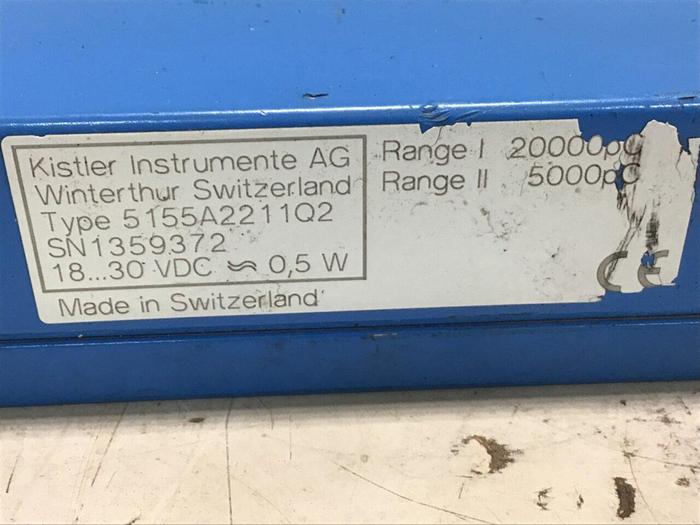 Kistler Instrumente AG
Winterthur Switzerland
Type 5155A2211Q2
SN1359372
18...30 VDC ≂ 0,5 W
Made in Switzerland
Range I 20000pC
Range II 5000pC
CE